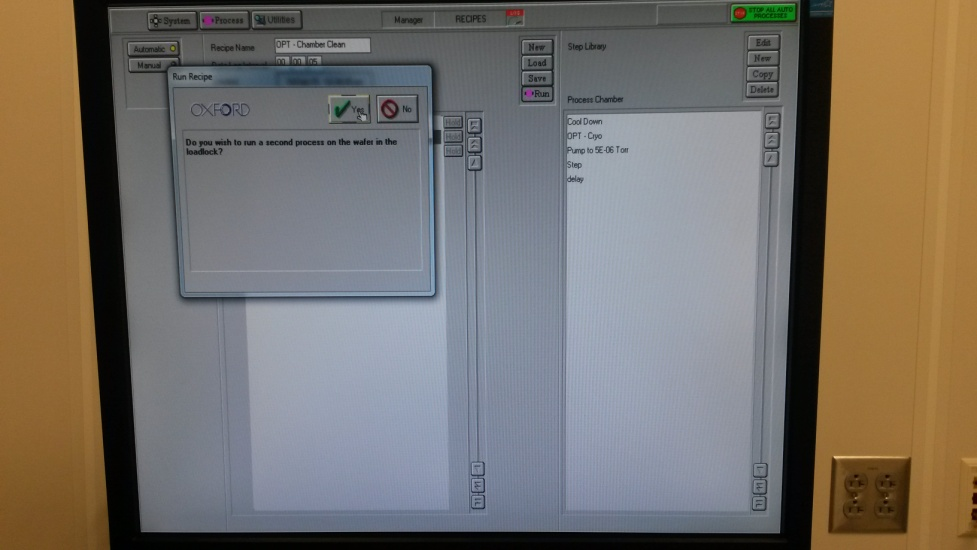 System
Process
Utilities
Manager
RECIPES
STOP ALL AUTO
PROCESSES
Automatic
Manual
Recipe Name
OPT - Chamber Clean
00 00 05
New
Load
Save
Run
Step Library
Edit
New
Copy
Delete
Run Recipe
OXFORD
Yes
No
Do you wish to run a second process on the wafer in the
loadlock?
Hold
Hold
Hold
Process Chamber
Cool Down
OPT - Cryo
Pump to 5E-06 Torr
Step
delay